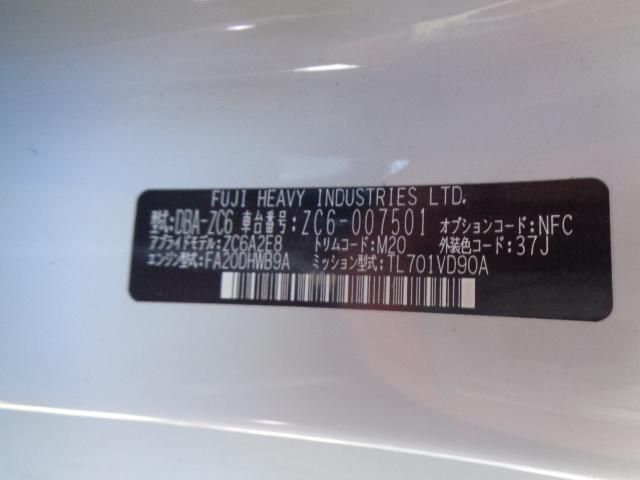 FUJI HEAVY INDUSTRIES LTD.
型式:DBA-ZC6 車台番号:ZC6-007501 オプションコード:NFC
アプライドモデル:ZC6A2E8 トリムコード:M20 外装色コード:37J
エンジン型式:FA20DHWB9A ミッション型式:TL701VD90A